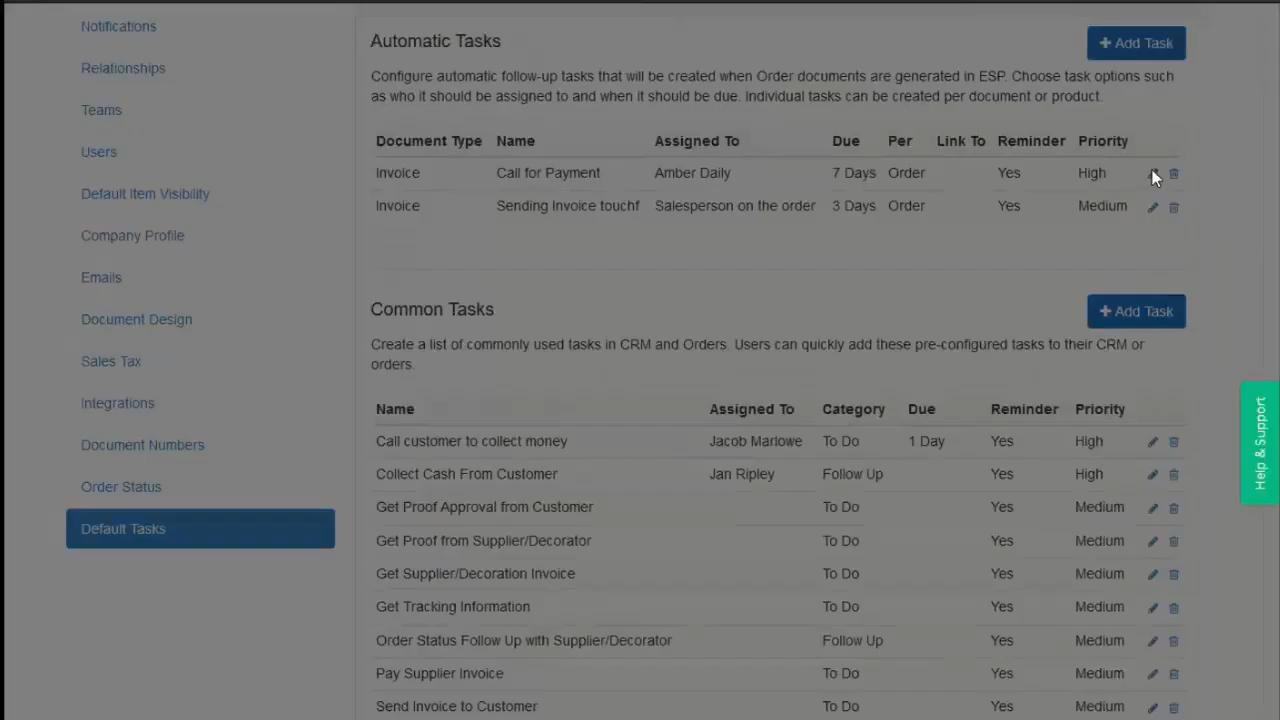 Notifications
Relationships
Teams
Users
Default Item Visibility
Company Profile
Emails
Document Design
Sales Tax
Integrations
Document Numbers
Order Status
Default Tasks
Automatic Tasks
+ Add Task
Configure automatic follow-up tasks that will be created when Order documents are generated in ESP. Choose task options such
as who it should be assigned to and when it should be due. Individual tasks can be created per document or product.
Document Type Name Assigned To Due Per Link To Reminder Priority
Invoice Call for Payment Amber Daily 7 Days Order Yes High
Invoice Sending Invoice touchf Salesperson on the order 3 Days Order Yes Medium
Common Tasks
+ Add Task
Create a list of commonly used tasks in CRM and Orders. Users can quickly add these pre-configured tasks to their CRM or
orders.
Name Assigned To Category Due Reminder Priority
Call customer to collect money Jacob Marlowe To Do 1 Day Yes High
Collect Cash From Customer Jan Ripley Follow Up Yes High
Get Proof Approval from Customer To Do Yes Medium
Get Proof from Supplier/Decorator To Do Yes Medium
Get Supplier/Decoration Invoice To Do Yes Medium
Get Tracking Information To Do Yes Medium
Order Status Follow Up with Supplier/Decorator Follow Up Yes Medium
Pay Supplier Invoice To Do Yes Medium
Send Invoice to Customer To Do Yes Medium
Help & Support